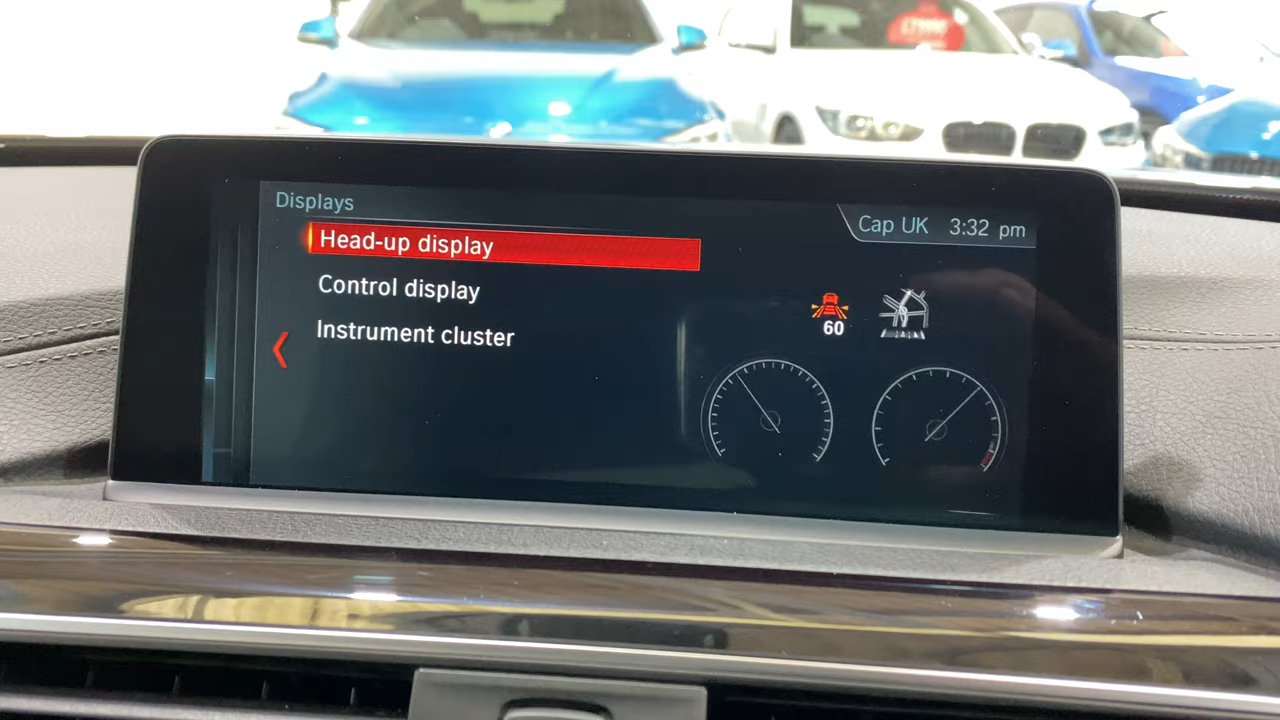 Displays
Cap UK 3:32 pm
Head-up display
Control display
Instrument cluster
60